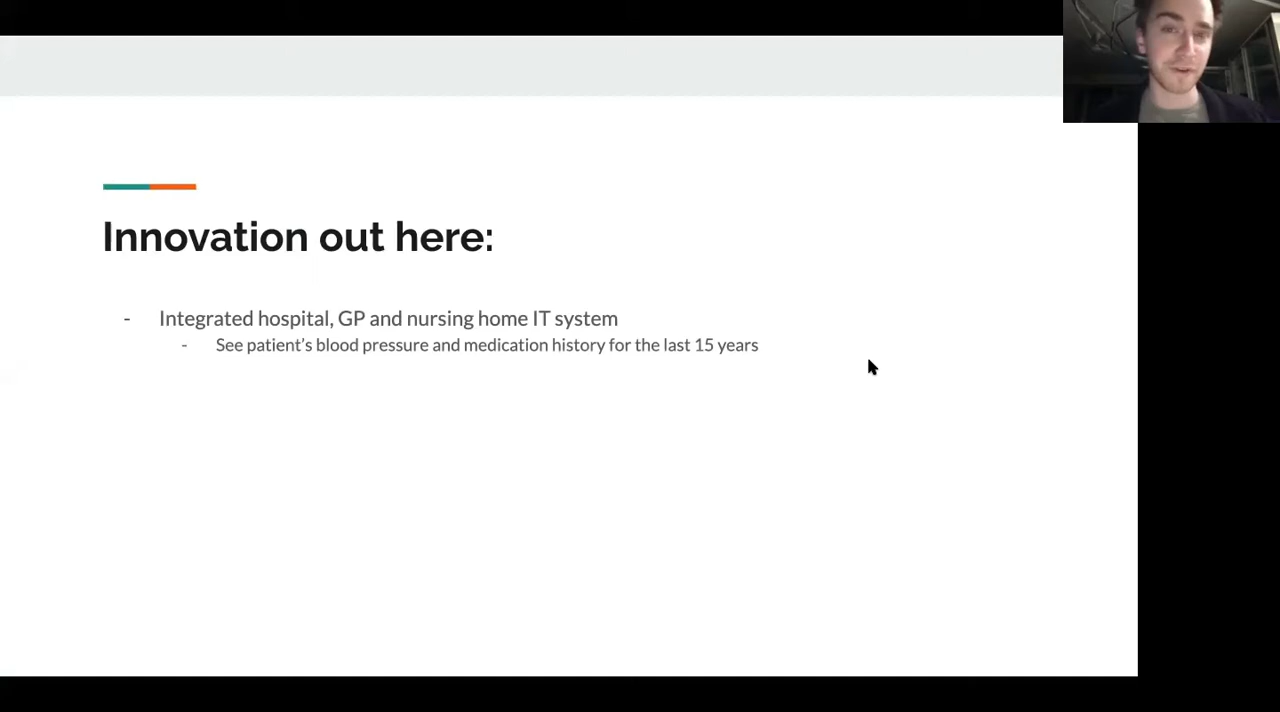 Innovation out here:
- Integrated hospital, GP and nursing home IT system
- See patient's blood pressure and medication history for the last 15 years